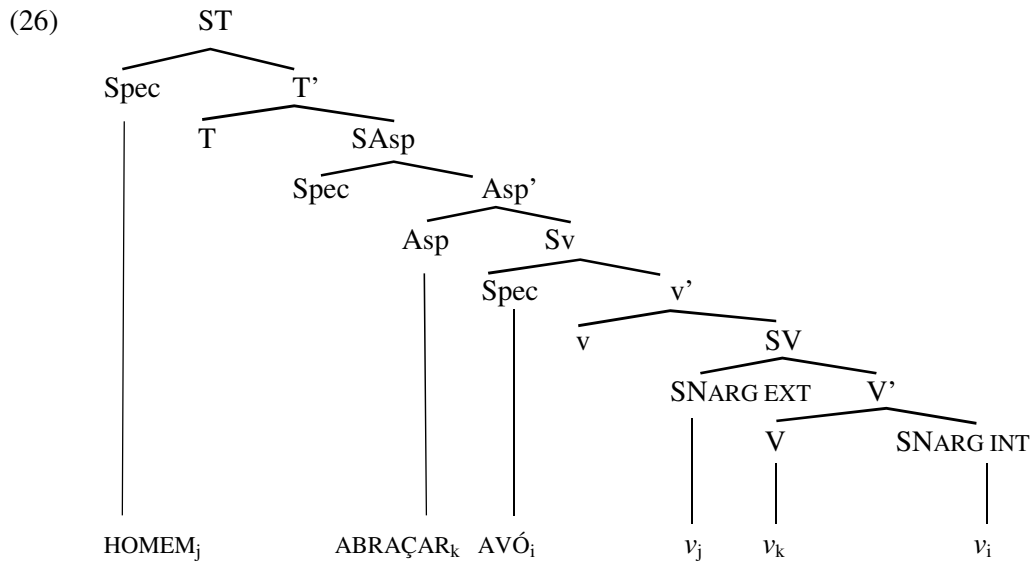 (26) ST
Spec T’
T SAsp
Spec Asp’
Asp Sv
Spec v’
v SV
SNARG EXT V’
V SNARG INT
HOMEMj ABRAÇARk AVÓi vj vk vi